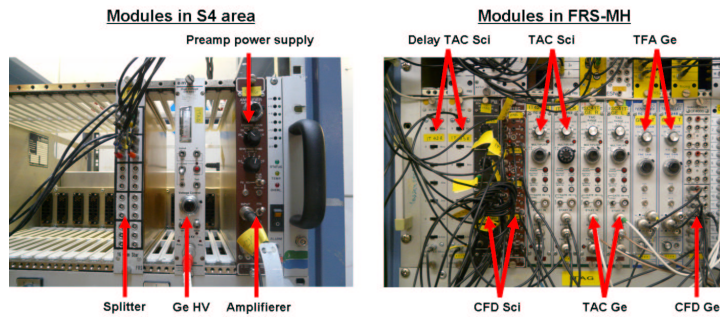 Modules in S4 area
Modules in FRS-MH
Preamp power supply
Delay TAC Sci
TAC Sci
TFA Ge
Splitter
Ge HV
Amplifierer
CFD Sci
TAC Ge
CFD Ge